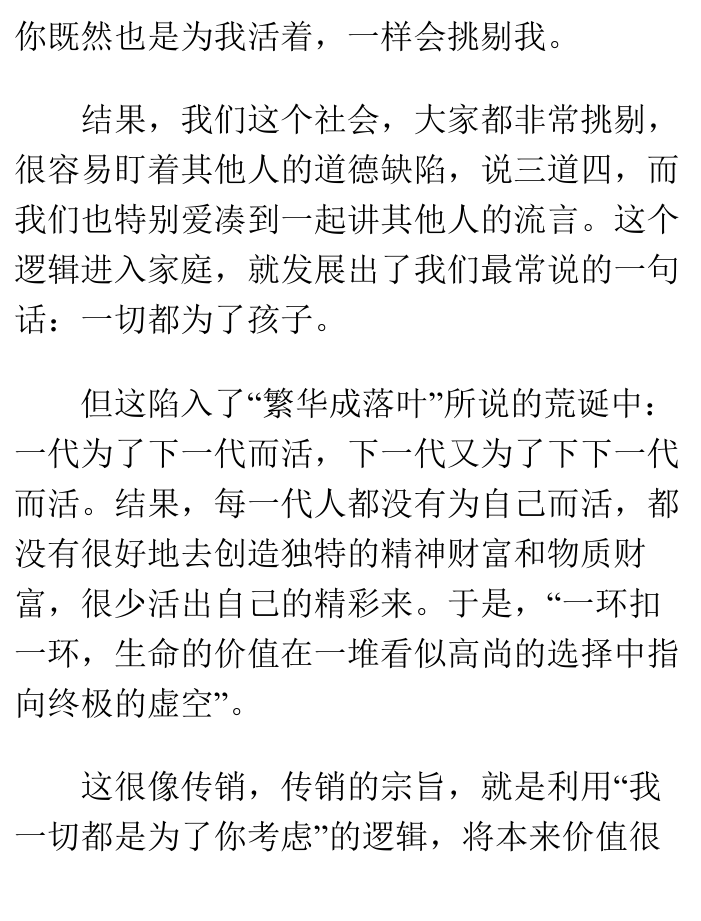 你既然也是为我活着，一样会挑剔我。
结果，我们这个社会，大家都非常挑剔，
很容易盯着其他人的道德缺陷，说三道四，而
我们也特别爱凑到一起讲其他人的流言。这个
逻辑进入家庭，就发展出了我们最常说的一句
话：一切都为了孩子。
但这陷入了“繁华成落叶”所说的荒诞中：
一代为了下一代而活，下一代又为了下下一代
而活。结果，每一代人都没有为自己而活，都
没有很好地去创造独特的精神财富和物质财
富，很少活出自己的精彩来。于是，“一环扣
一环，生命的价值在一堆看似高尚的选择中指
向终极的虚空”。
这很像传销，传销的宗旨，就是利用“我
一切都是为了你考虑”的逻辑，将本来价值很